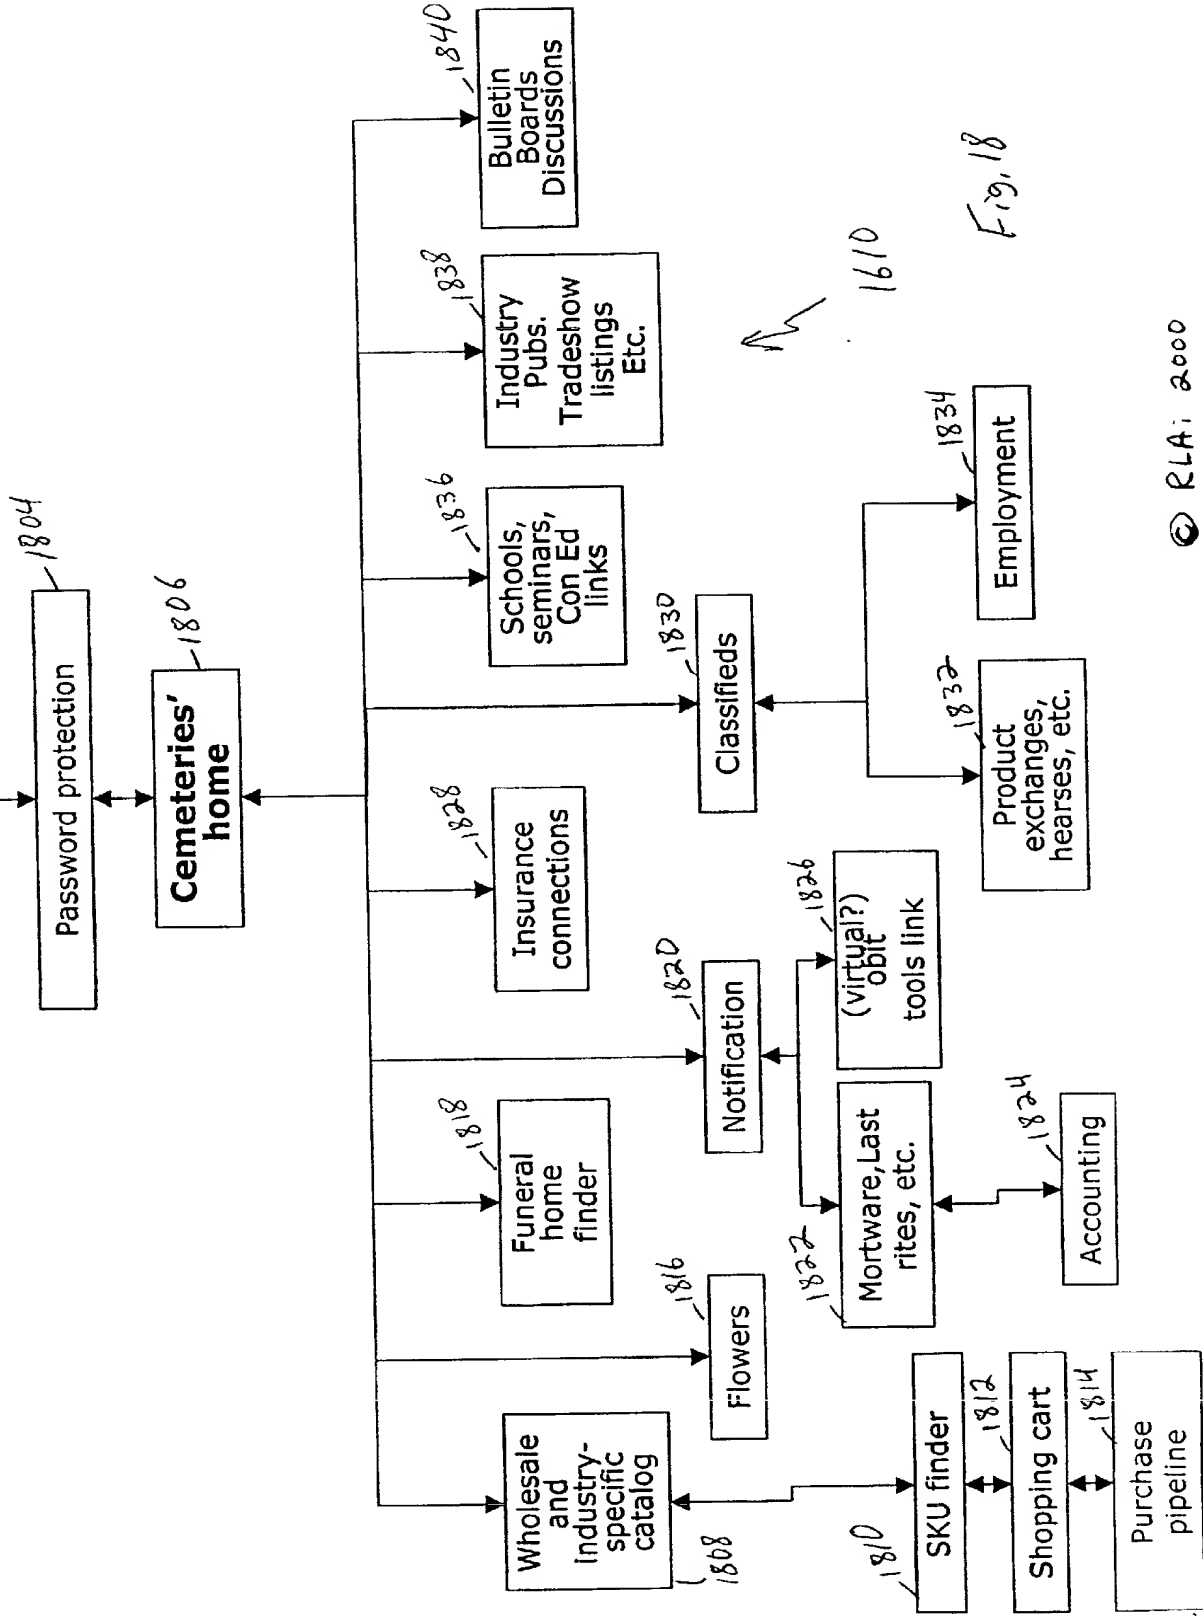 1804
Password protection
1806
Cemeteries'
home
1808
Wholesale
and
industry-
specific
catalog
1810
SKU finder
1812
Shopping cart
1814
Purchase
pipeline
1816
Flowers
1818
Funeral
home
finder
1820
Notification
1822
Mortware,Last
rites, etc.
1824
Accounting
1826
(virtual?)
obit
tools link
1828
Insurance
connections
1830
Classifieds
1832
Product
exchanges,
hearses, etc.
1834
Employment
1836
Schools,
seminars,
Con Ed
links
1838
Industry
Pubs.
Tradeshow
listings
Etc.
1840
Bulletin
Boards
Discussions
1610
Fig. 18
© RLAi 2000